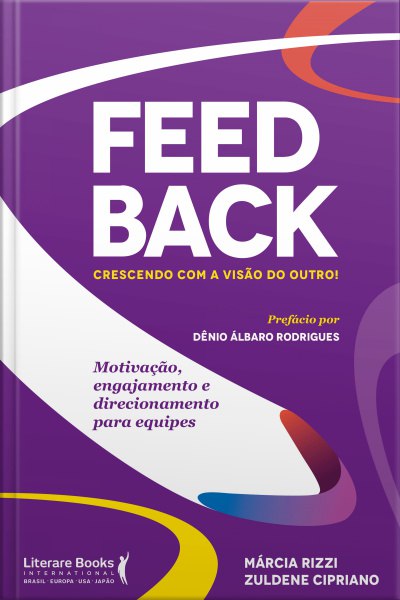 FEED
BACK
CRESCENDO COM A VISÃO DO OUTRO!
Prefácio por
DÊNIO ÁLBARO RODRIGUES
Motivação,
engajamento e
direcionamento
para equipes
Literare Books
INTERNATIONAL
BRASIL · EUROPA · USA · JAPÃO
MÁRCIA RIZZI
ZULDENE CIPRIANO